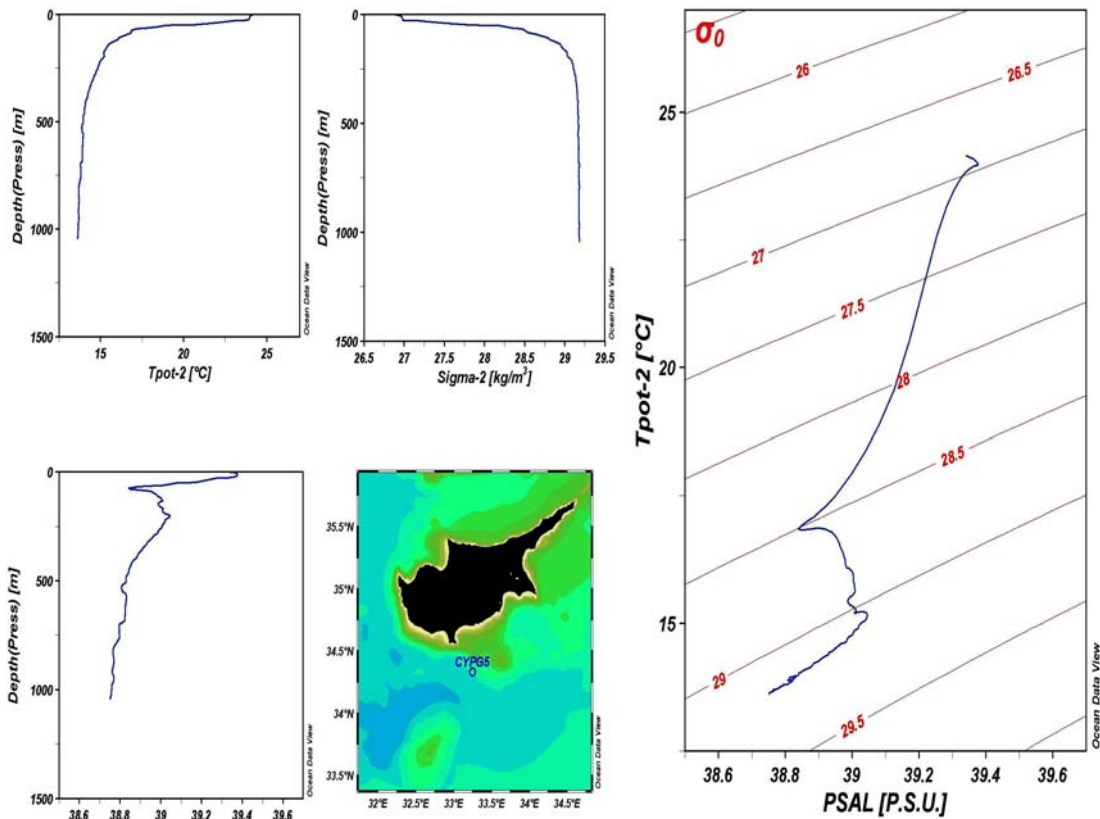 0
500
1000
1500
Depth(Press) [m]
15
20
25
Tpot-2 [°C]
Ocean Data View
0
500
1000
1500
Depth(Press) [m]
26.5
27
27.5
28
28.5
29
29.5
Sigma-2 [kg/m³]
Ocean Data View
σ₀
26
26.5
27
27.5
28
28.5
29
29.5
25
20
15
Tpot-2 [°C]
38.6
38.8
39
39.2
39.4
39.6
PSAL [P.S.U.]
Ocean Data View
0
500
1000
1500
Depth(Press) [m]
38.6
38.8
39
39.2
39.4
39.6
Ocean Data View
35.5°N
35°N
34.5°N
34°N
33.5°N
CYPG5
32°E
32.5°E
33°E
33.5°E
34°E
34.5°E
Ocean Data View